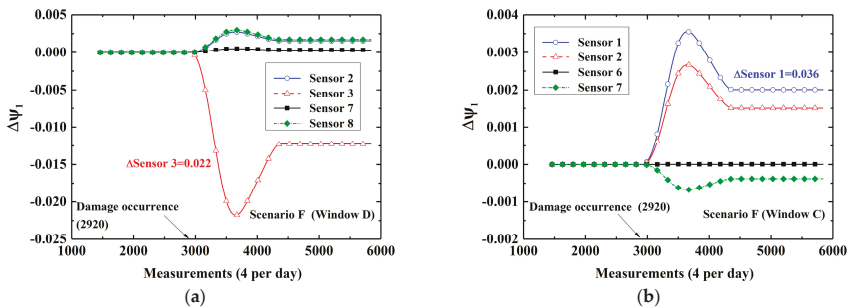 0.005
0.000
-0.005
-0.010
-0.015
-0.020
-0.025
Δψ1
Sensor 2
Sensor 3
Sensor 7
Sensor 8
ΔSensor 3=0.022
Damage occurrence
(2920)
Scenario F (Window D)
1000 2000 3000 4000 5000 6000
Measurements (4 per day)
(a)
0.004
0.003
0.002
0.001
0.000
-0.001
-0.002
Δψ1
Sensor 1
Sensor 2
Sensor 6
Sensor 7
ΔSensor 1=0.036
Damage occurrence
(2920)
Scenario F (Window C)
1000 2000 3000 4000 5000 6000
Measurements (4 per day)
(b)